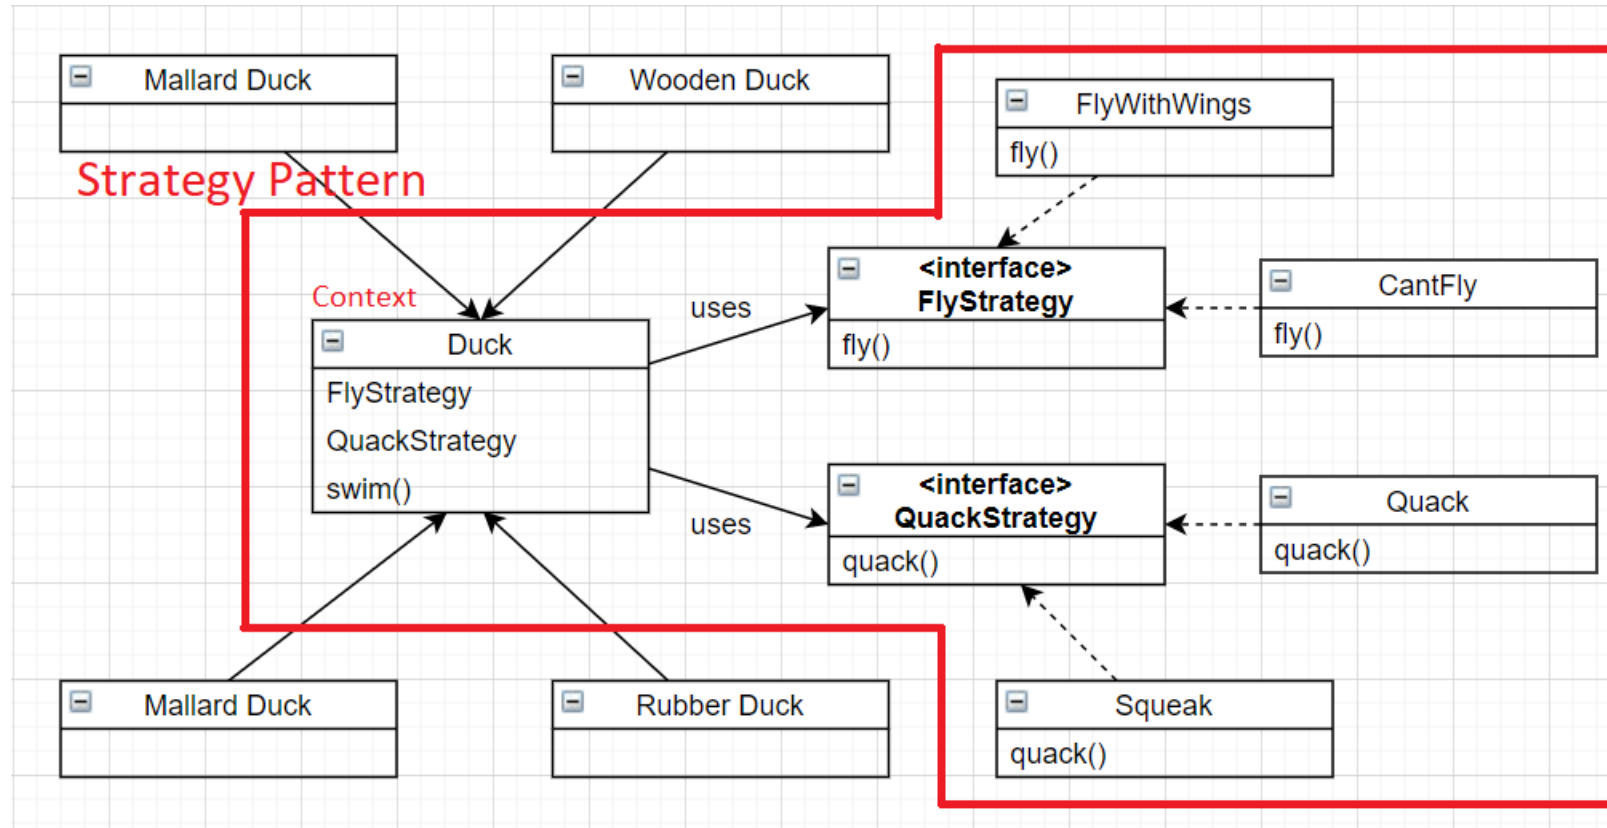 Mallard Duck
Wooden Duck
FlyWithWings
fly()
Strategy Pattern
<interface>
FlyStrategy
fly()
CantFly
fly()
Context
uses
Duck
FlyStrategy
QuackStrategy
swim()
<interface>
QuackStrategy
quack()
uses
Quack
quack()
Mallard Duck
Rubber Duck
Squeak
quack()